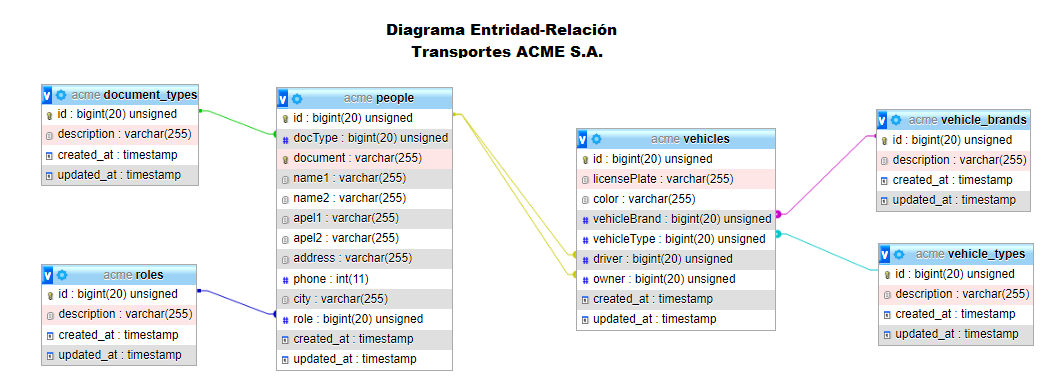 Diagrama Entridad-Relación
Transportes ACME S.A.
acme document_types
id : bigint(20) unsigned
description : varchar(255)
created_at : timestamp
updated_at : timestamp
acme roles
id : bigint(20) unsigned
description : varchar(255)
created_at : timestamp
updated_at : timestamp
acme people
id : bigint(20) unsigned
docType : bigint(20) unsigned
document : varchar(255)
name1 : varchar(255)
name2 : varchar(255)
apel1 : varchar(255)
apel2 : varchar(255)
address : varchar(255)
phone : int(11)
city : varchar(255)
role : bigint(20) unsigned
created_at : timestamp
updated_at : timestamp
acme vehicles
id : bigint(20) unsigned
licensePlate : varchar(255)
color : varchar(255)
vehicleBrand : bigint(20) unsigned
vehicleType : bigint(20) unsigned
driver : bigint(20) unsigned
owner : bigint(20) unsigned
created_at : timestamp
updated_at : timestamp
acme vehicle_brands
id : bigint(20) unsigned
description : varchar(255)
created_at : timestamp
updated_at : timestamp
acme vehicle_types
id : bigint(20) unsigned
description : varchar(255)
created_at : timestamp
updated_at : timestamp